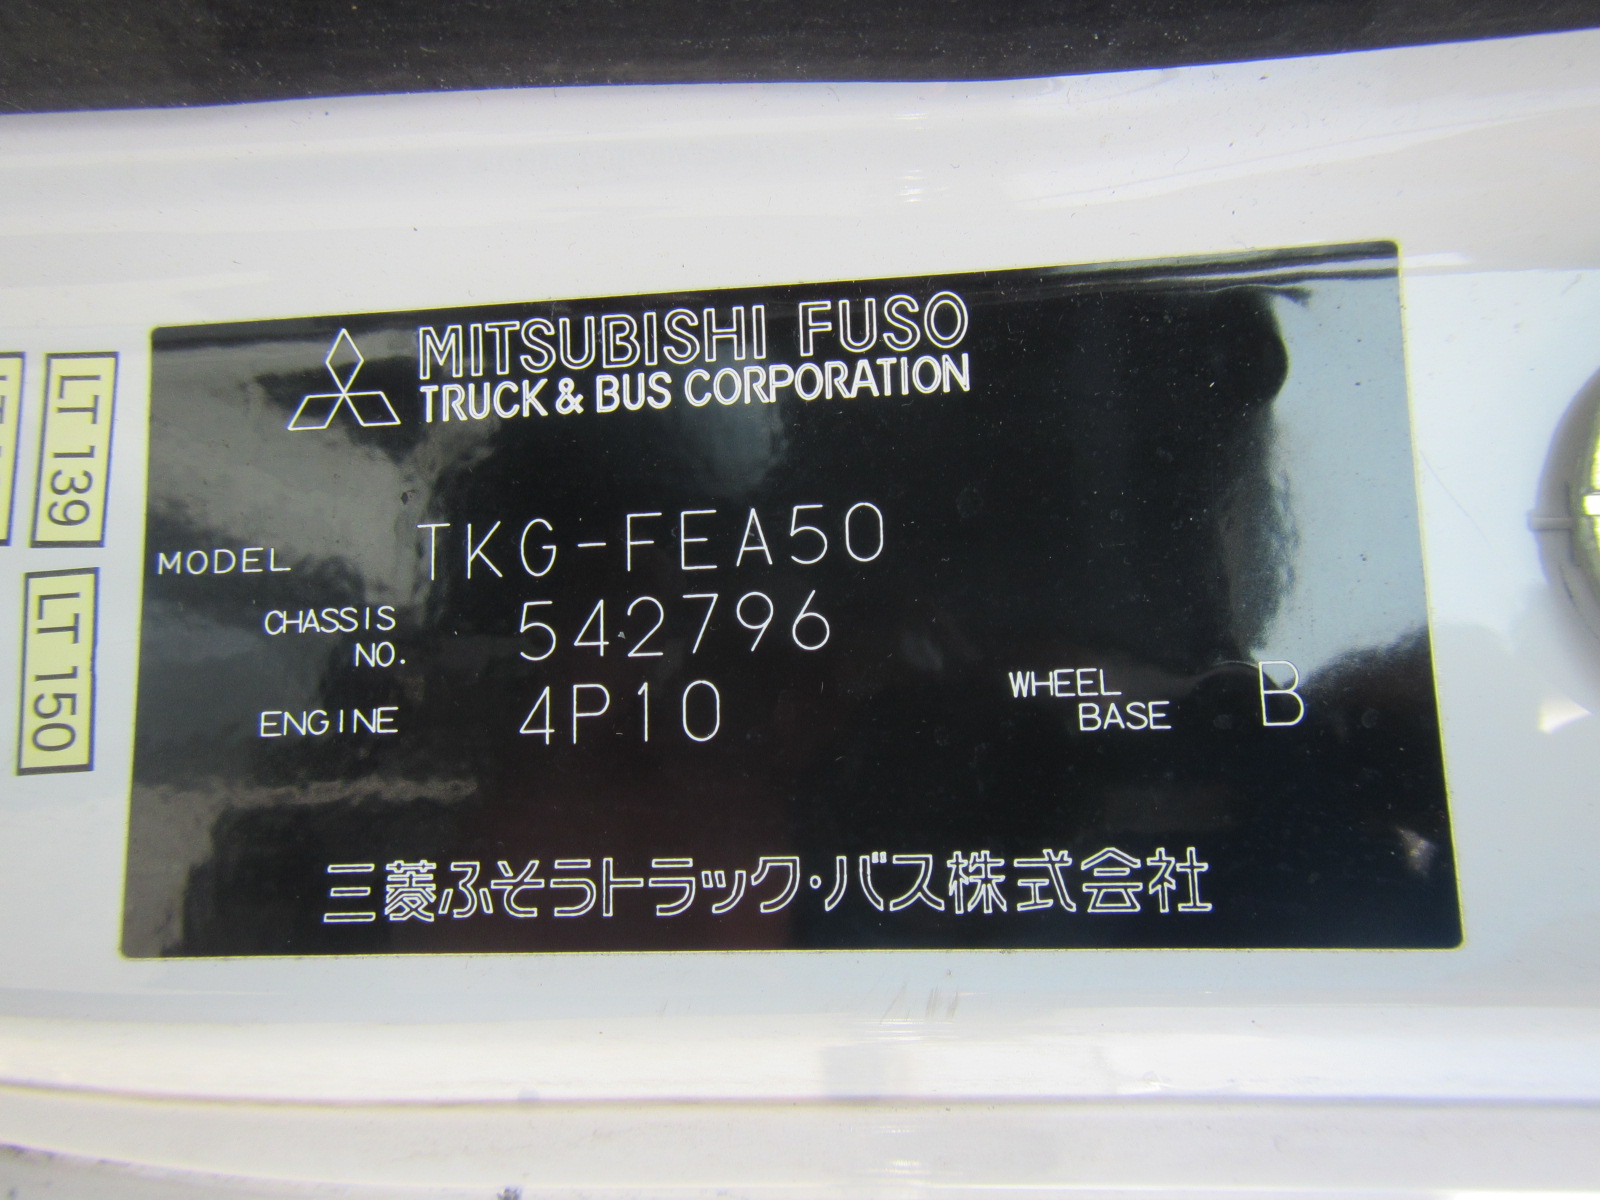 MITSUBISHI FUSO
TRUCK & BUS CORPORATION
MODEL TKG-FEA50
CHASSIS NO. 542796
ENGINE 4P10
WHEEL BASE B
三菱ふそうトラック・バス株式会社
LT 139
LT 150